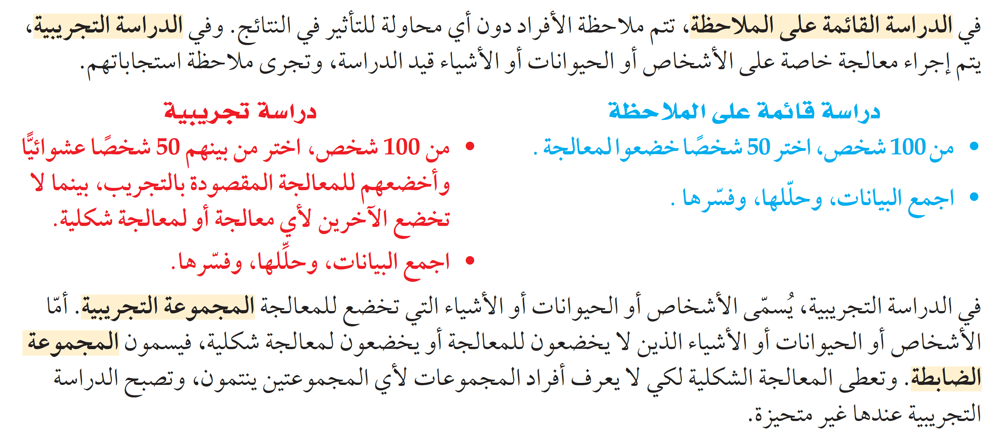 في الدراسة القائمة على الملاحظة، تتم ملاحظة الأفراد دون أي محاولة للتأثير في النتائج. وفي الدراسة التجريبية،
يتم إجراء معالجة خاصة على الأشخاص أو الحيوانات أو الأشياء قيد الدراسة، وتجرى ملاحظة استجاباتهم.
دراسة قائمة على الملاحظة
• من 100 شخص، اختر 50 شخصًا خضعوا لمعالجة .
• اجمع البيانات، وحلّلها، وفسّرها .
دراسة تجريبية
• من 100 شخص، اختر من بينهم 50 شخصًا عشوائيًّا
وأخضعهم للمعالجة المقصودة بالتجريب، بينما لا
تخضع الآخرين لأي معالجة أو لمعالجة شكلية.
• اجمع البيانات، وحلِّلها، وفسّرها.
في الدراسة التجريبية، يُسمّى الأشخاص أو الحيوانات أو الأشياء التي تخضع للمعالجة المجموعة التجريبية. أمّا
الأشخاص أو الحيوانات أو الأشياء الذين لا يخضعون للمعالجة أو يخضعون لمعالجة شكلية، فيسمون المجموعة
الضابطة. وتعطى المعالجة الشكلية لكي لا يعرف أفراد المجموعات لأي المجموعتين ينتمون، وتصبح الدراسة
التجريبية عندها غير متحيزة.